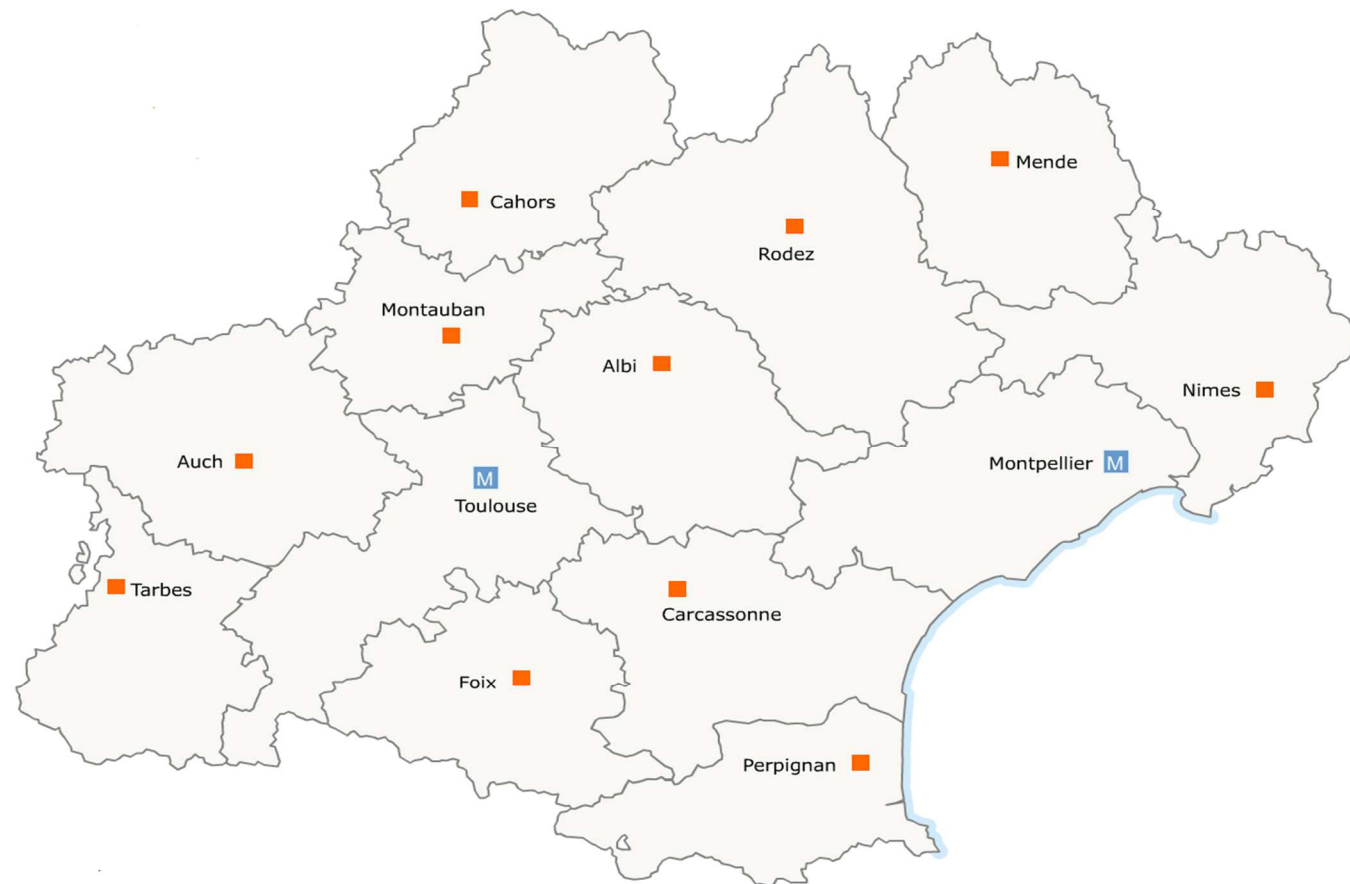 Mende
Cahors
Rodez
Montauban
Albi
Nimes
Auch
Montpellier
M
M
Toulouse
Tarbes
Carcassonne
Foix
Perpignan